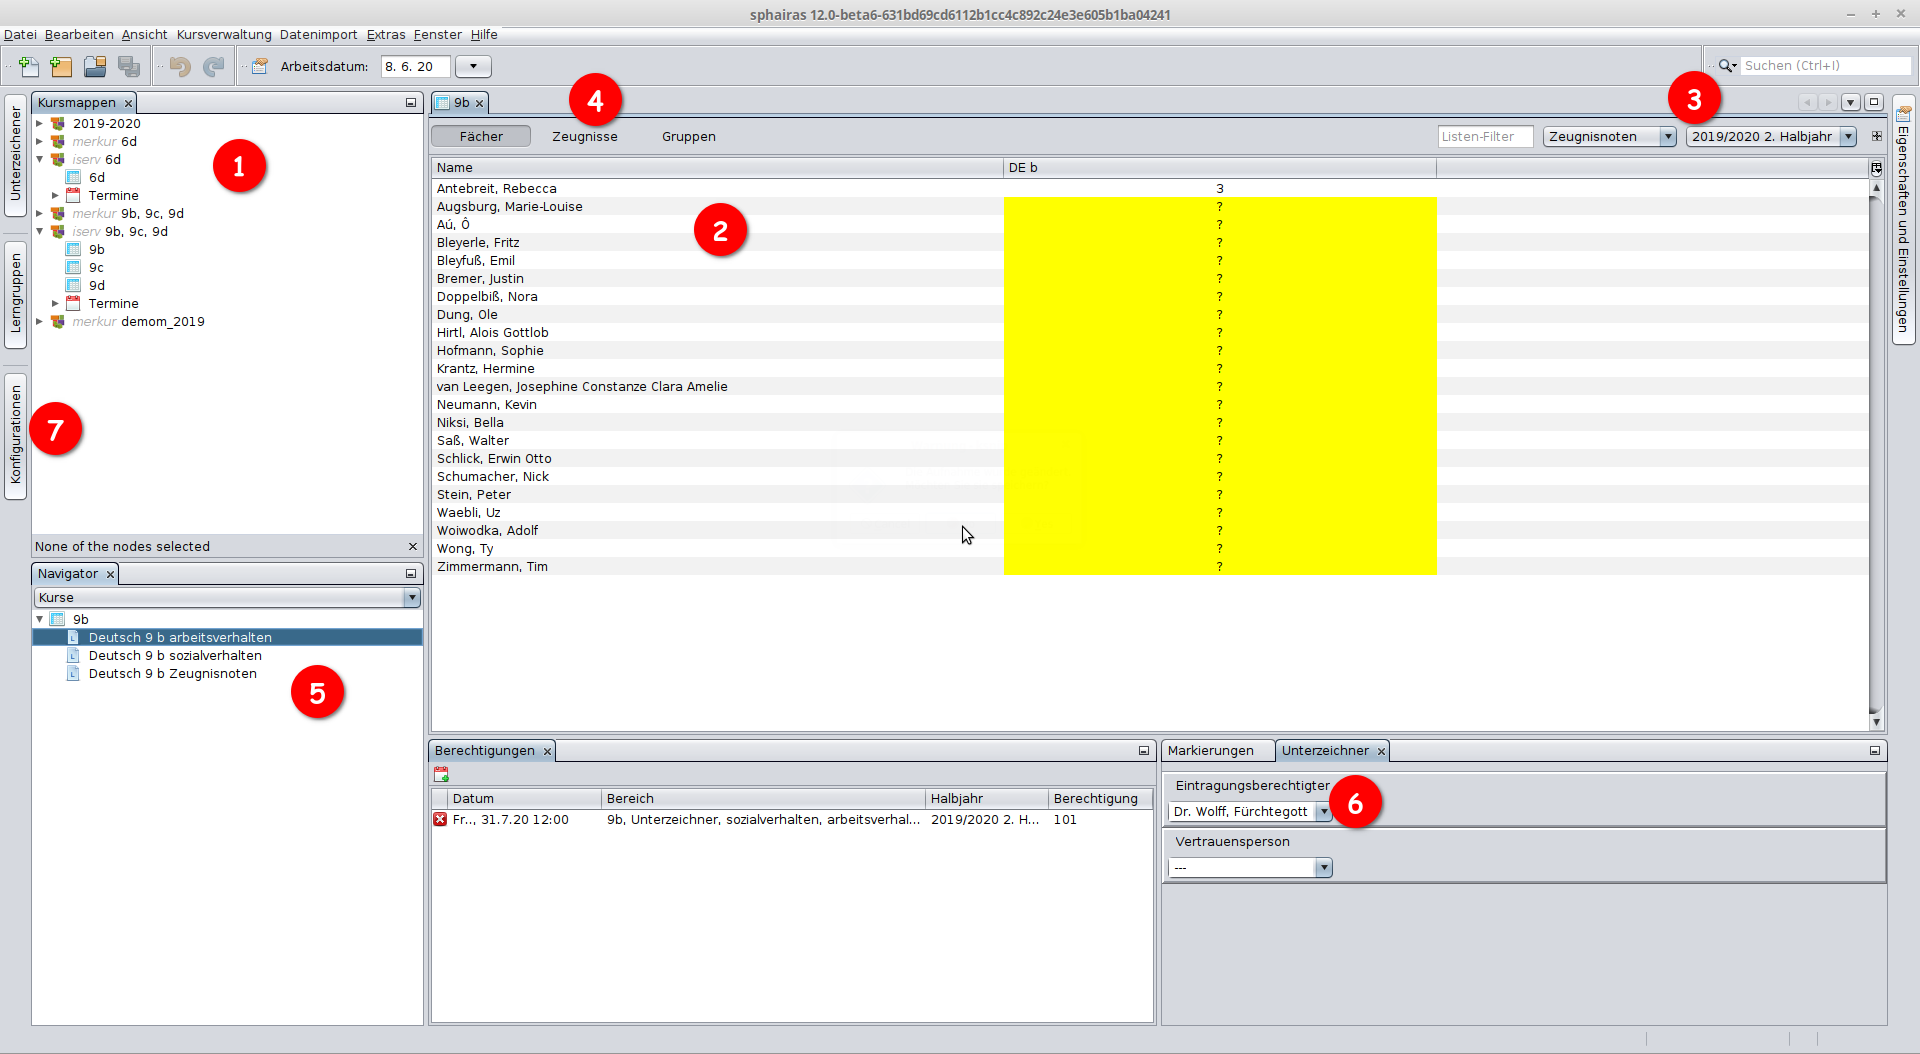 sphairas 12.0-beta6-631bd69cd6112b1cc4c892c24e3e605b1ba04241
Datei Bearbeiten Ansicht Kursverwaltung Datenimport Extras Fenster Hilfe
Arbeitsdatum: 8. 6. 20
Suchen (Ctrl+I)
Unterzeichener
Lerngruppen
Konfigurationen
7
Kursmappen
2019-2020
merkur 6d
iserv 6d
6d
Termine
merkur 9b, 9c, 9d
iserv 9b, 9c, 9d
9b
9c
9d
Termine
merkur demom_2019
1
None of the nodes selected
Navigator
Kurse
9b
Deutsch 9 b arbeitsverhalten
Deutsch 9 b sozialverhalten
Deutsch 9 b Zeugnisnoten
5
9b
4
3
Fächer Zeugnisse Gruppen
Listen-Filter Zeugnisnoten 2019/2020 2. Halbjahr
Name DE b
Antebreit, Rebecca 3
Augsburg, Marie-Louise ?
Aú, Ô ?
2
Bleyerle, Fritz ?
Bleyfuß, Emil ?
Bremer, Justin ?
Doppelbiß, Nora ?
Dung, Ole ?
Hirtl, Alois Gottlob ?
Hofmann, Sophie ?
Krantz, Hermine ?
van Leegen, Josephine Constanze Clara Amelie ?
Neumann, Kevin ?
Niksi, Bella ?
Saß, Walter ?
Schlick, Erwin Otto ?
Schumacher, Nick ?
Stein, Peter ?
Waebli, Uz ?
Woiwodka, Adolf ?
Wong, Ty ?
Zimmermann, Tim ?
Berechtigungen
Datum Bereich Halbjahr Berechtigung
Fr.., 31.7.20 12:00 9b, Unterzeichner, sozialverhalten, arbeitsverhal... 2019/2020 2. H... 101
Markierungen Unterzeichner
Eintragungsberechtigter
Dr. Wolff, Fürchtegott
6
Vertrauensperson
---
Eigenschaften und Einstellungen